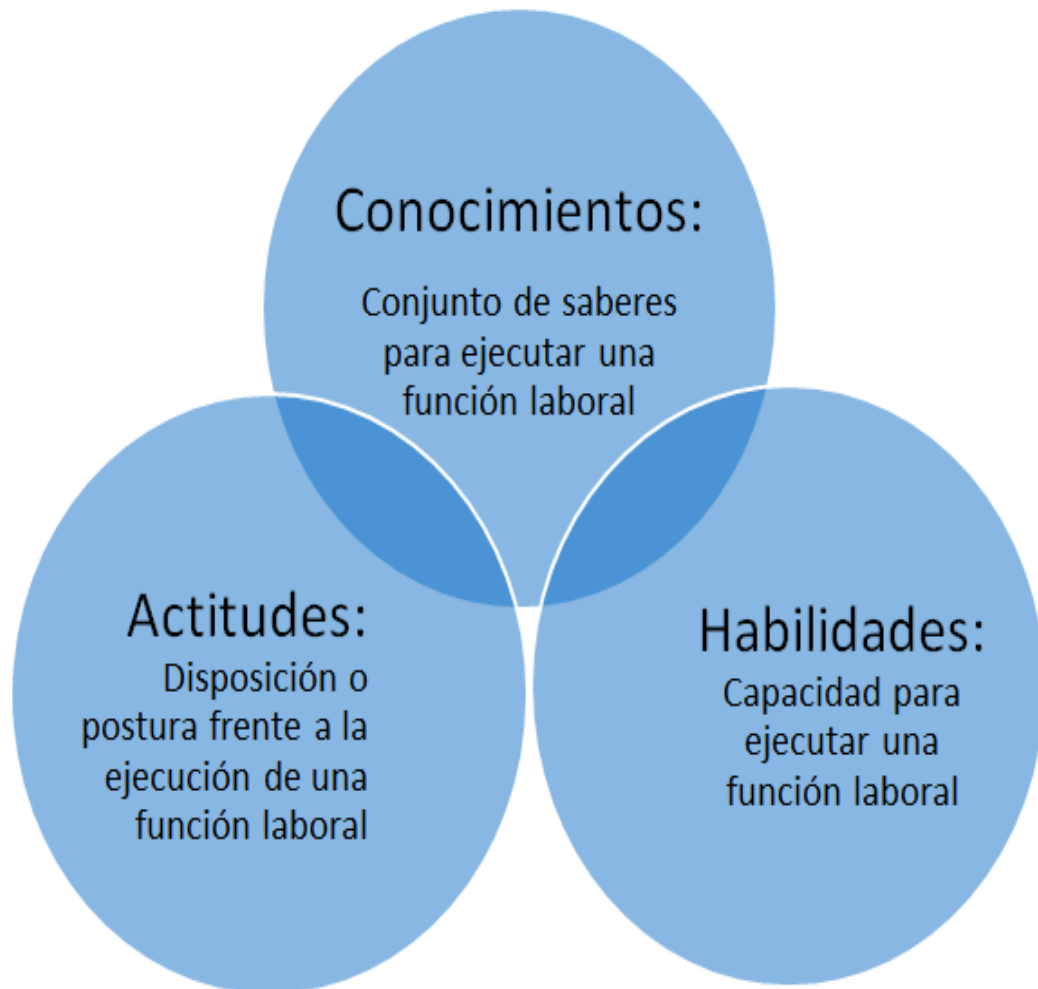 Conocimientos:
Conjunto de saberes
para ejecutar una
función laboral
Actitudes:
Disposición o
postura frente a la
ejecución de una
función laboral
Habilidades:
Capacidad para
ejecutar una
función laboral